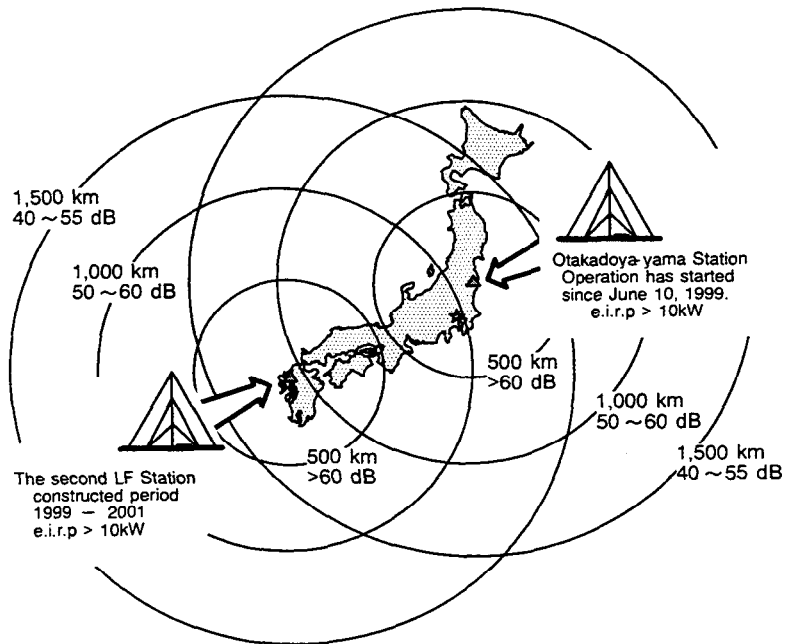 1,500 km
40 ~ 55 dB
1,000 km
50 ~ 60 dB
Otakadoya-yama Station
Operation has started
since June 10, 1999.
e.i.r.p > 10kW
500 km
>60 dB
1,000 km
50 ~ 60 dB
1,500 km
40 ~ 55 dB
500 km
>60 dB
The second LF Station
constructed period
1999 – 2001
e.i.r.p > 10kW